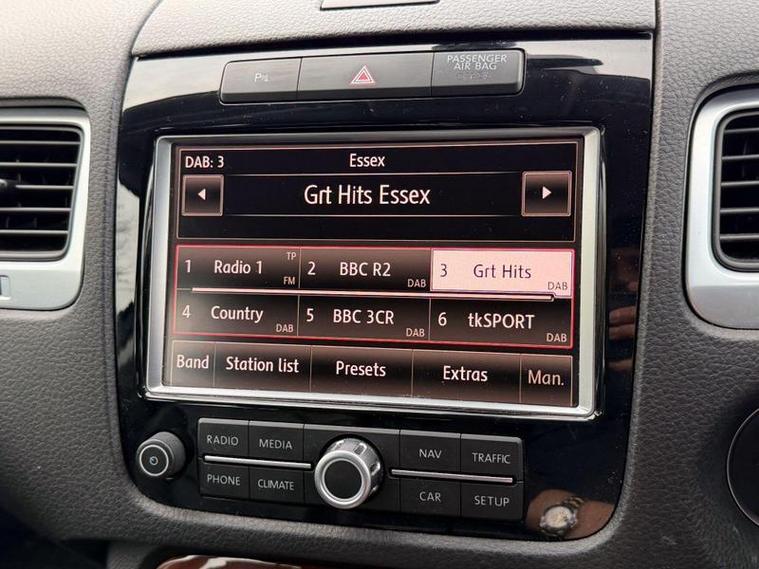 P
PASSENGER
AIR BAG
DAB: 3 Essex
Grt Hits Essex
1 Radio 1 TP FM 2 BBC R2 DAB 3 Grt Hits DAB
4 Country DAB 5 BBC 3CR DAB 6 tkSPORT DAB
Band Station list Presets Extras Man.
RADIO MEDIA NAV TRAFFIC
PHONE CLIMATE CAR SETUP